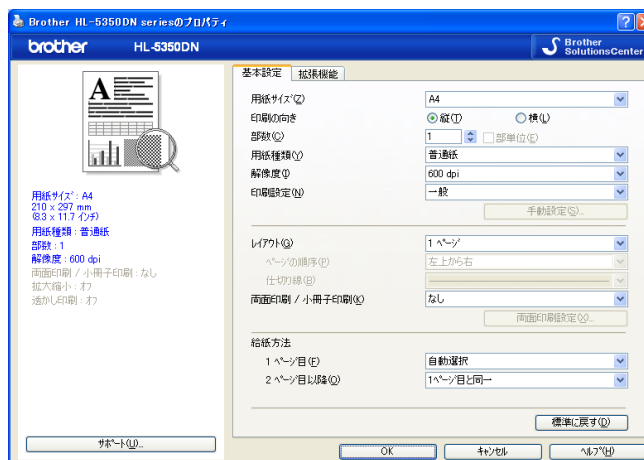 Brother HL-5350DN seriesのプロパティ
brother HL-5350DN
Brother
SolutionsCenter
基本設定 拡張機能
用紙サイズ(Z) A4
印刷の向き 縦(T) 横(L)
部数(C) 1 部単位(E)
用紙種類(Y) 普通紙
解像度(I) 600 dpi
印刷設定(N) 一般
手動設定(S)...
レイアウト(G) 1 ページ
ページの順序(P) 左上から右
仕切り線(B)
両面印刷 / 小冊子印刷(K) なし
両面印刷設定(X)...
給紙方法
1 ページ目(F) 自動選択
2 ページ目以降(O) 1ページ目と同一
標準に戻す(D)
A
用紙サイズ : A4
210 x 297 mm
(8.3 x 11.7 インチ)
用紙種類 : 普通紙
部数 : 1
解像度 : 600 dpi
両面印刷 / 小冊子印刷 : なし
拡大縮小 : オフ
透かし印刷 : オフ
サポート(U)...
OK キャンセル ヘルプ(H)